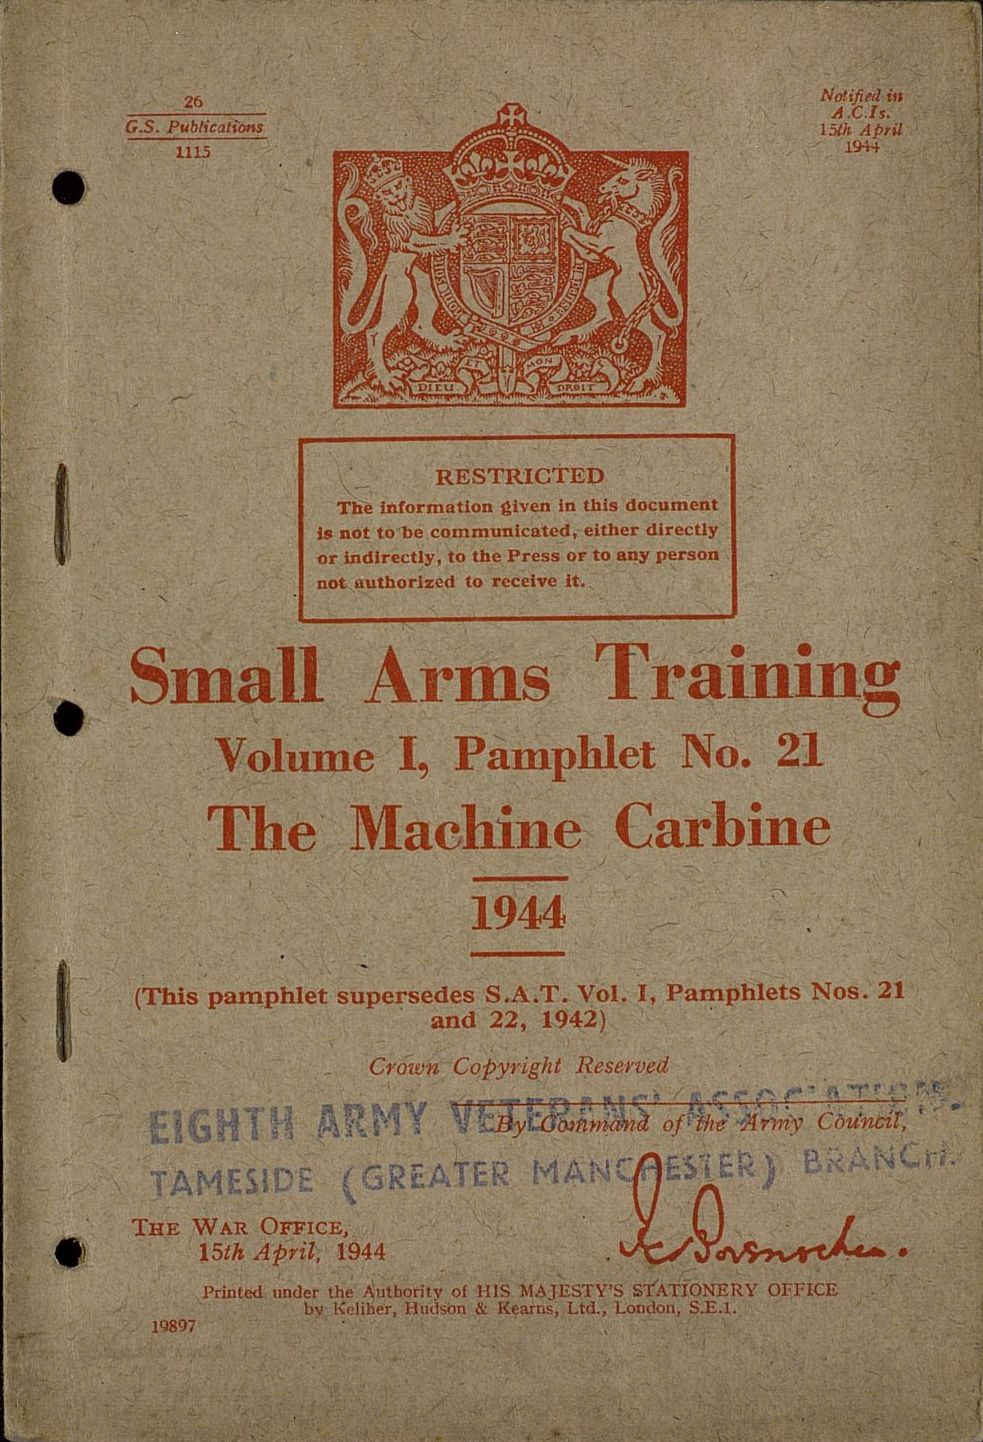 26
G.S. Publications
1115
Notified in
A.C.Is.
15th April
1944
ET
MON
DIEU
DROIT
RESTRICTED
The information given in this document
is not to be communicated, either directly
or indirectly, to the Press or to any person
not authorized to receive it.
Small Arms Training
Volume I, Pamphlet No. 21
The Machine Carbine
1944
(This pamphlet supersedes S.A.T. Vol. I, Pamphlets Nos. 21
and 22, 1942)
Crown Copyright Reserved
EIGHTH ARMY VETERANS' ASSOCIATION.
By Command of the Army Council,
TAMESIDE (GREATER MANCHESTER) BRANCH.
THE WAR OFFICE,
15th April, 1944
Printed under the Authority of HIS MAJESTY'S STATIONERY OFFICE
by Keliher, Hudson & Kearns, Ltd., London, S.E.1.
19897